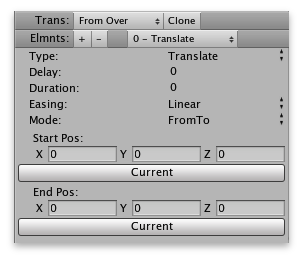 Trans: From Over Clone
Elmnts: + - 0 - Translate
Type: Translate
Delay: 0
Duration: 0
Easing: Linear
Mode: FromTo
Start Pos:
X 0 Y 0 Z 0
Current
End Pos:
X 0 Y 0 Z 0
Current